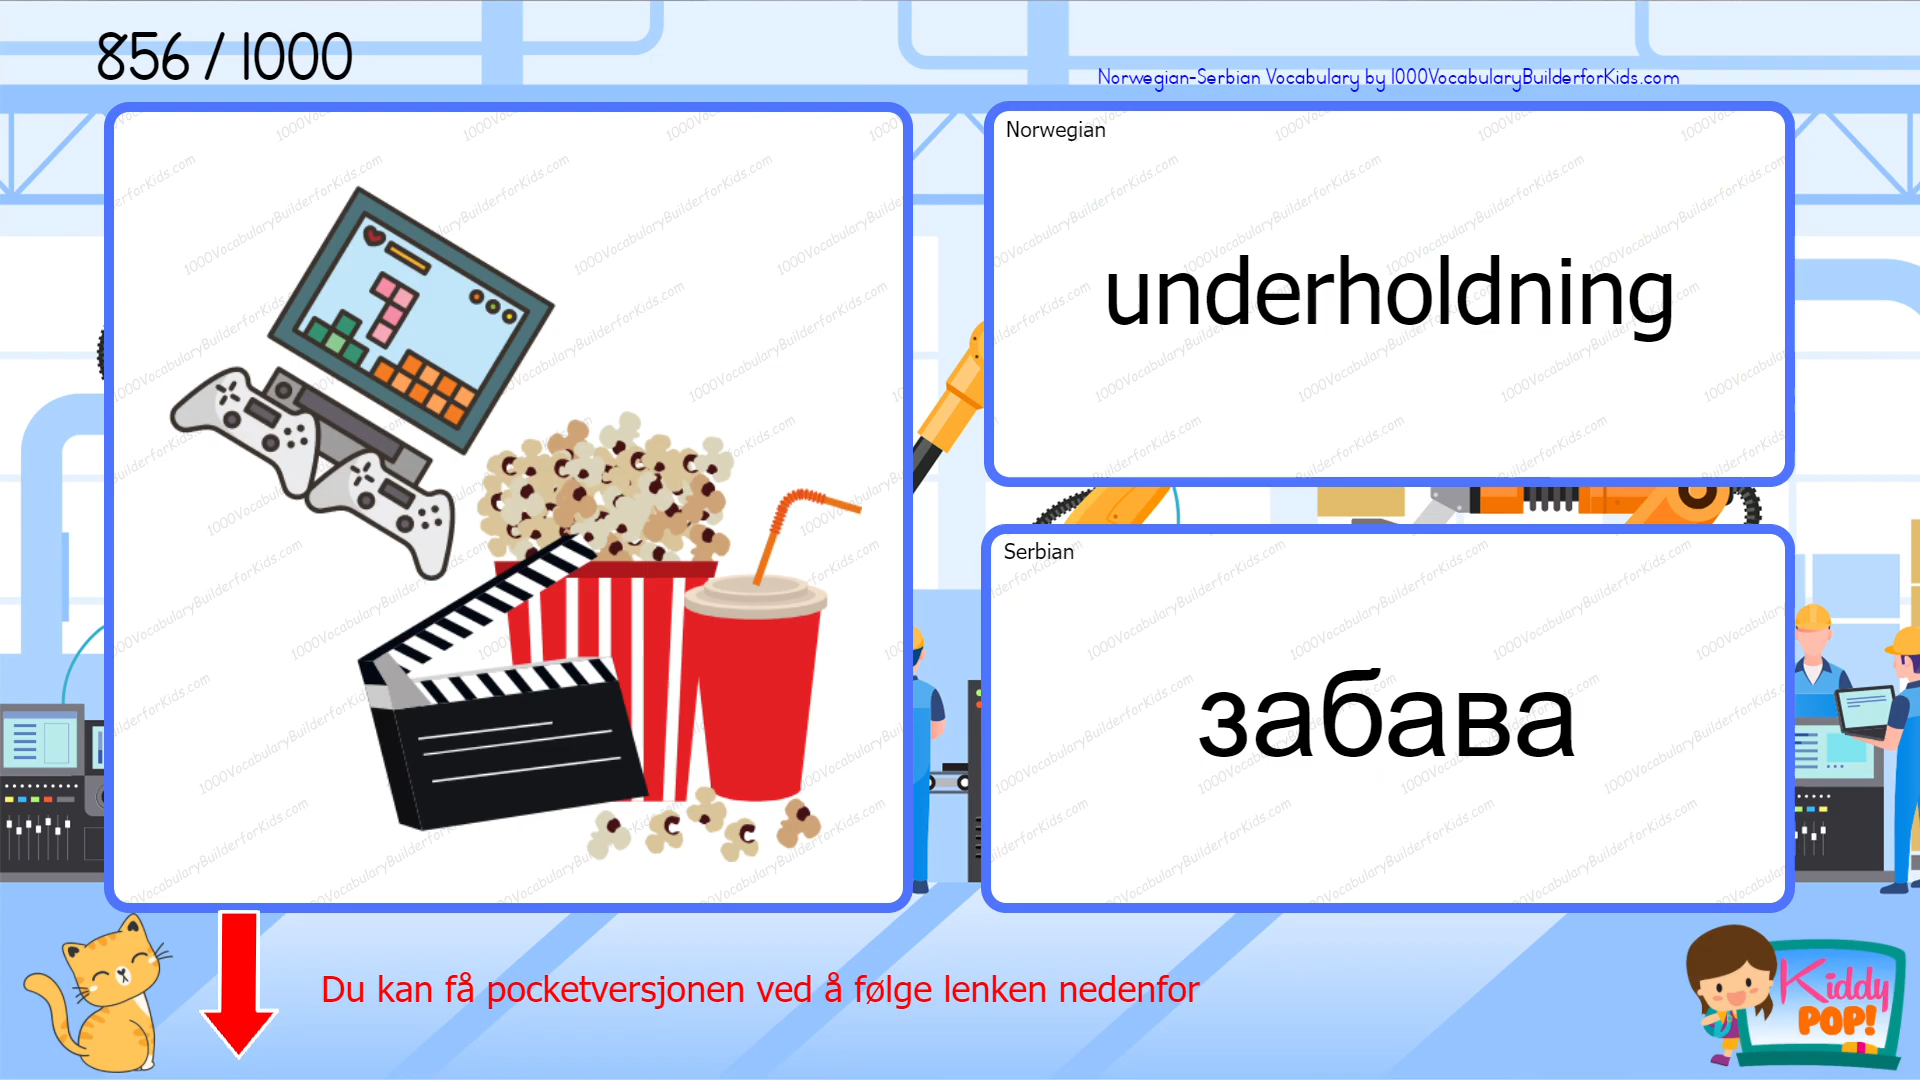 856 / 1000
Norwegian-Serbian Vocabulary by 1000VocabularyBuilderforKids.com
Norwegian
underholdning
Serbian
забава
Du kan få pocketversjonen ved å følge lenken nedenfor
Kiddy
POP!